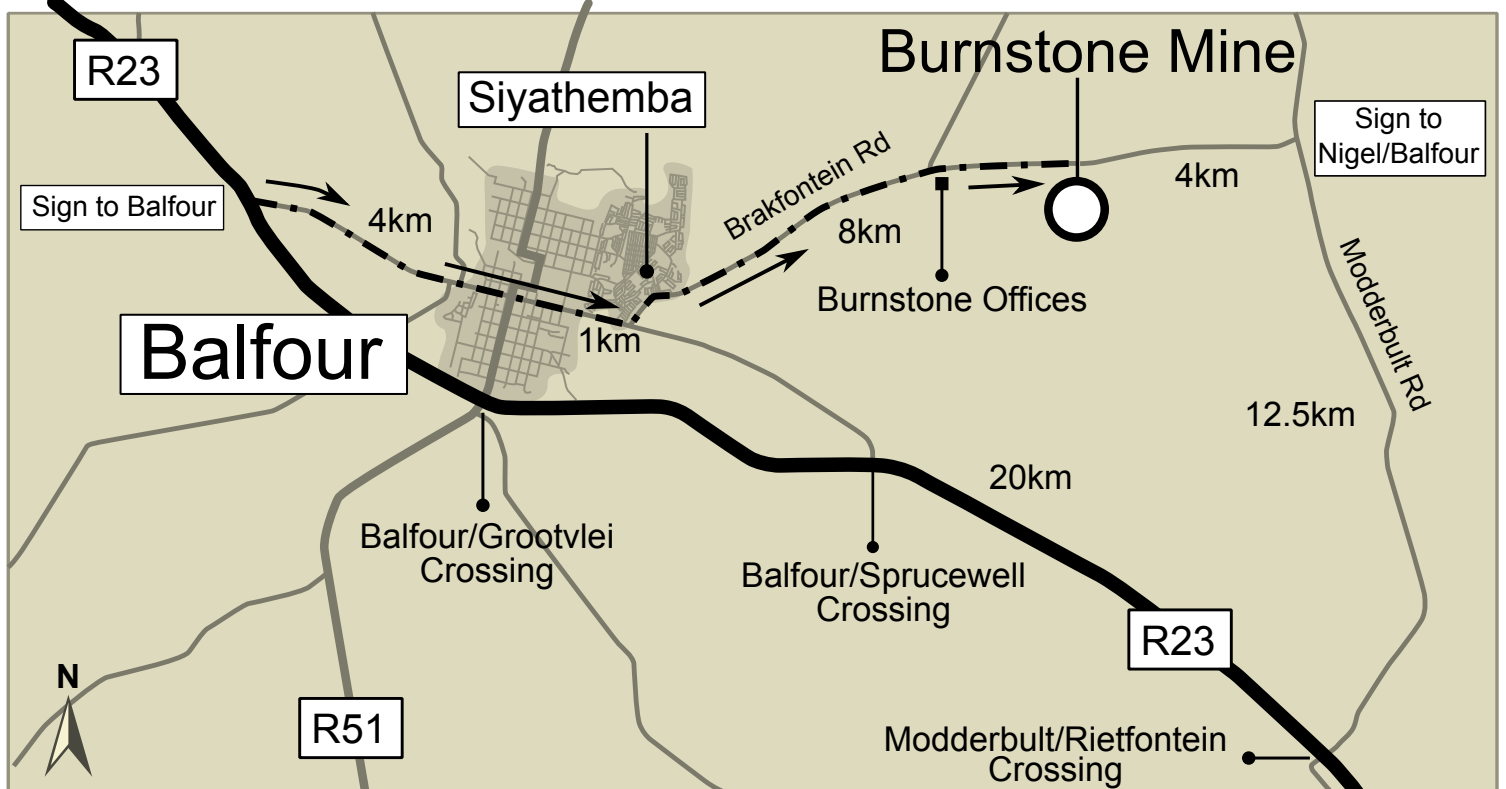 Burnstone Mine
R23
Siyathemba
Sign to
Nigel/Balfour
Sign to Balfour
4km
Brakfontein Rd
8km
4km
Burnstone Offices
Modderbult Rd
Balfour
1km
12.5km
20km
Balfour/Grootvlei
Crossing
Balfour/Sprucewell
Crossing
R23
N
R51
Modderbult/Rietfontein
Crossing